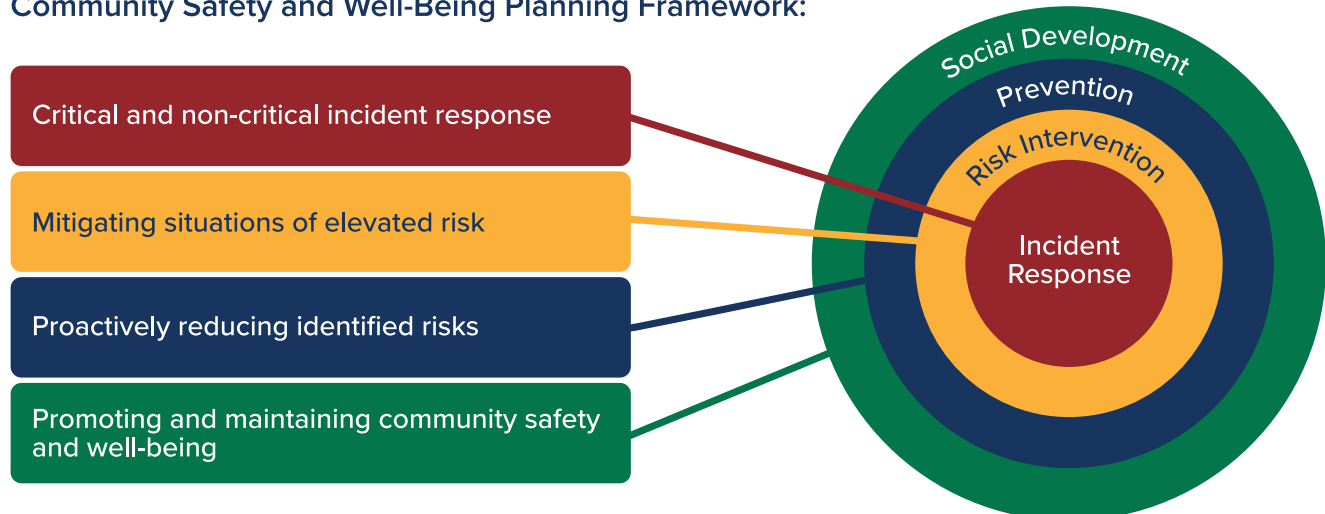 Community Safety and Well-Being Planning Framework:
Critical and non-critical incident response
Mitigating situations of elevated risk
Proactively reducing identified risks
Promoting and maintaining community safety
and well-being
Social Development
Prevention
Risk Intervention
Incident
Response